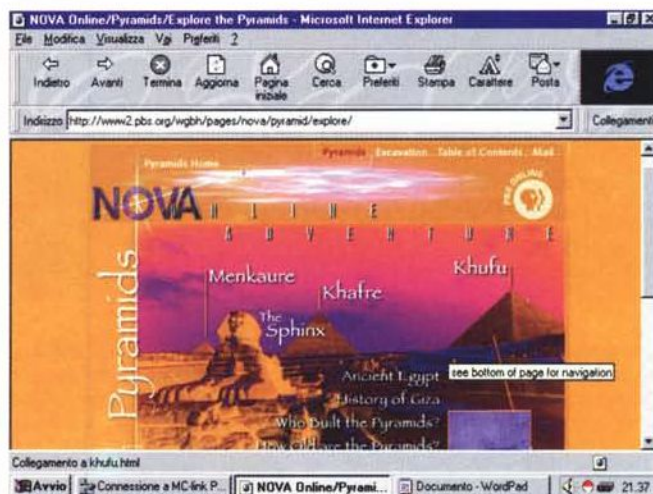 NOVA Online/Pyramids/Explore the Pyramids - Microsoft Internet Explorer
File Modifica Visualizza Vai Preferiti ?
Indietro Avanti Termina Aggiorna Pagina iniziale Cerca Preferiti Stampa Carattere Posta
Indirizzo http://www2.pbs.org/wgbh/pages/nova/pyramid/explore/ Collegamenti
Pyramids Excavation Table of Contents Mail
Pyramids Home
PBS ONLINE
NOVA ONLINE
ADVENTURE
Pyramids
Menkaure
Khafre
Khufu
The Sphinx
Ancient Egypt
see bottom of page for navigation
History of Giza
Who Built the Pyramids?
How Old are the Pyramids?
Collegamento a khufu.html
Avvio Connessione a MC-link P... NOVA Online/Pyrami... Documento - WordPad 21.37